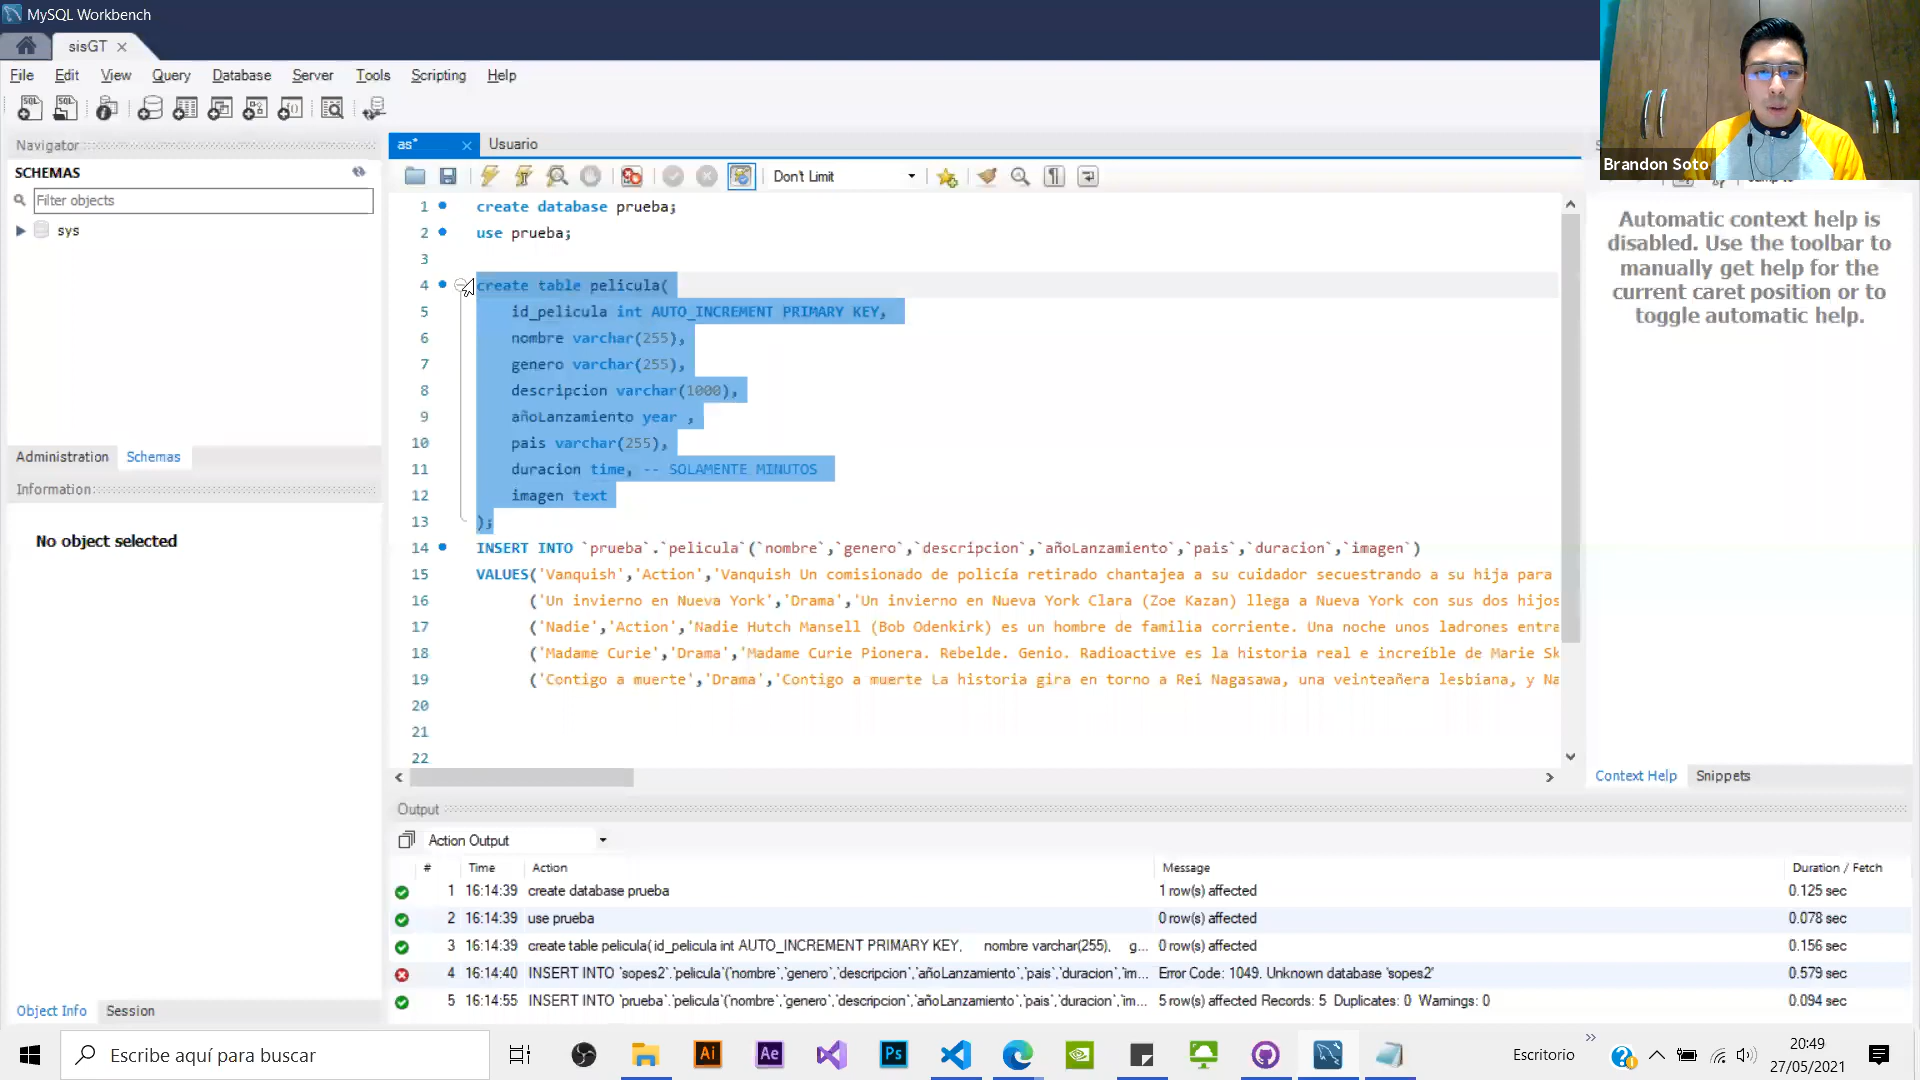 MySQL Workbench
sisGT
File Edit View Query Database Server Tools Scripting Help
Navigator
SCHEMAS
Filter objects
sys
Administration Schemas
Information
No object selected
Object Info Session
as* Usuario
Don't Limit
1 create database prueba;
2 use prueba;
3
4 create table pelicula(
5 id_pelicula int AUTO_INCREMENT PRIMARY KEY,
6 nombre varchar(255),
7 genero varchar(255),
8 descripcion varchar(1000),
9 añoLanzamiento year ,
10 pais varchar(255),
11 duracion time, -- SOLAMENTE MINUTOS
12 imagen text
13 );
14 INSERT INTO `prueba`.`pelicula`(`nombre`,`genero`,`descripcion`,`añoLanzamiento`,`pais`,`duracion`,`imagen`)
15 VALUES('Vanquish','Action','Vanquish Un comisionado de policía retirado chantajea a su cuidador secuestrando a su hija para
16 ('Un invierno en Nueva York','Drama','Un invierno en Nueva York Clara (Zoe Kazan) llega a Nueva York con sus dos hijos
17 ('Nadie','Action','Nadie Hutch Mansell (Bob Odenkirk) es un hombre de familia corriente. Una noche unos ladrones entra
18 ('Madame Curie','Drama','Madame Curie Pionera. Rebelde. Genio. Radioactive es la historia real e increíble de Marie Sk
19 ('Contigo a muerte','Drama','Contigo a muerte La historia gira en torno a Rei Nagasawa, una veinteañera lesbiana, y Na
20
21
22
Brandon Soto
Automatic context help is
disabled. Use the toolbar to
manually get help for the
current caret position or to
toggle automatic help.
Context Help Snippets
Output
Action Output
# Time Action Message Duration / Fetch
1 16:14:39 create database prueba 1 row(s) affected 0.125 sec
2 16:14:39 use prueba 0 row(s) affected 0.078 sec
3 16:14:39 create table pelicula( id_pelicula int AUTO_INCREMENT PRIMARY KEY, nombre varchar(255), g... 0 row(s) affected 0.156 sec
4 16:14:40 INSERT INTO `sopes2`.`pelicula`(`nombre`,`genero`,`descripcion`,`añoLanzamiento`,`pais`,`duracion`,`im... Error Code: 1049. Unknown database 'sopes2' 0.579 sec
5 16:14:55 INSERT INTO `prueba`.`pelicula`(`nombre`,`genero`,`descripcion`,`añoLanzamiento`,`pais`,`duracion`,`im... 5 row(s) affected Records: 5 Duplicates: 0 Warnings: 0 0.094 sec
Escribe aquí para buscar
Ai
Ae
Ps
Escritorio
20:49
27/05/2021